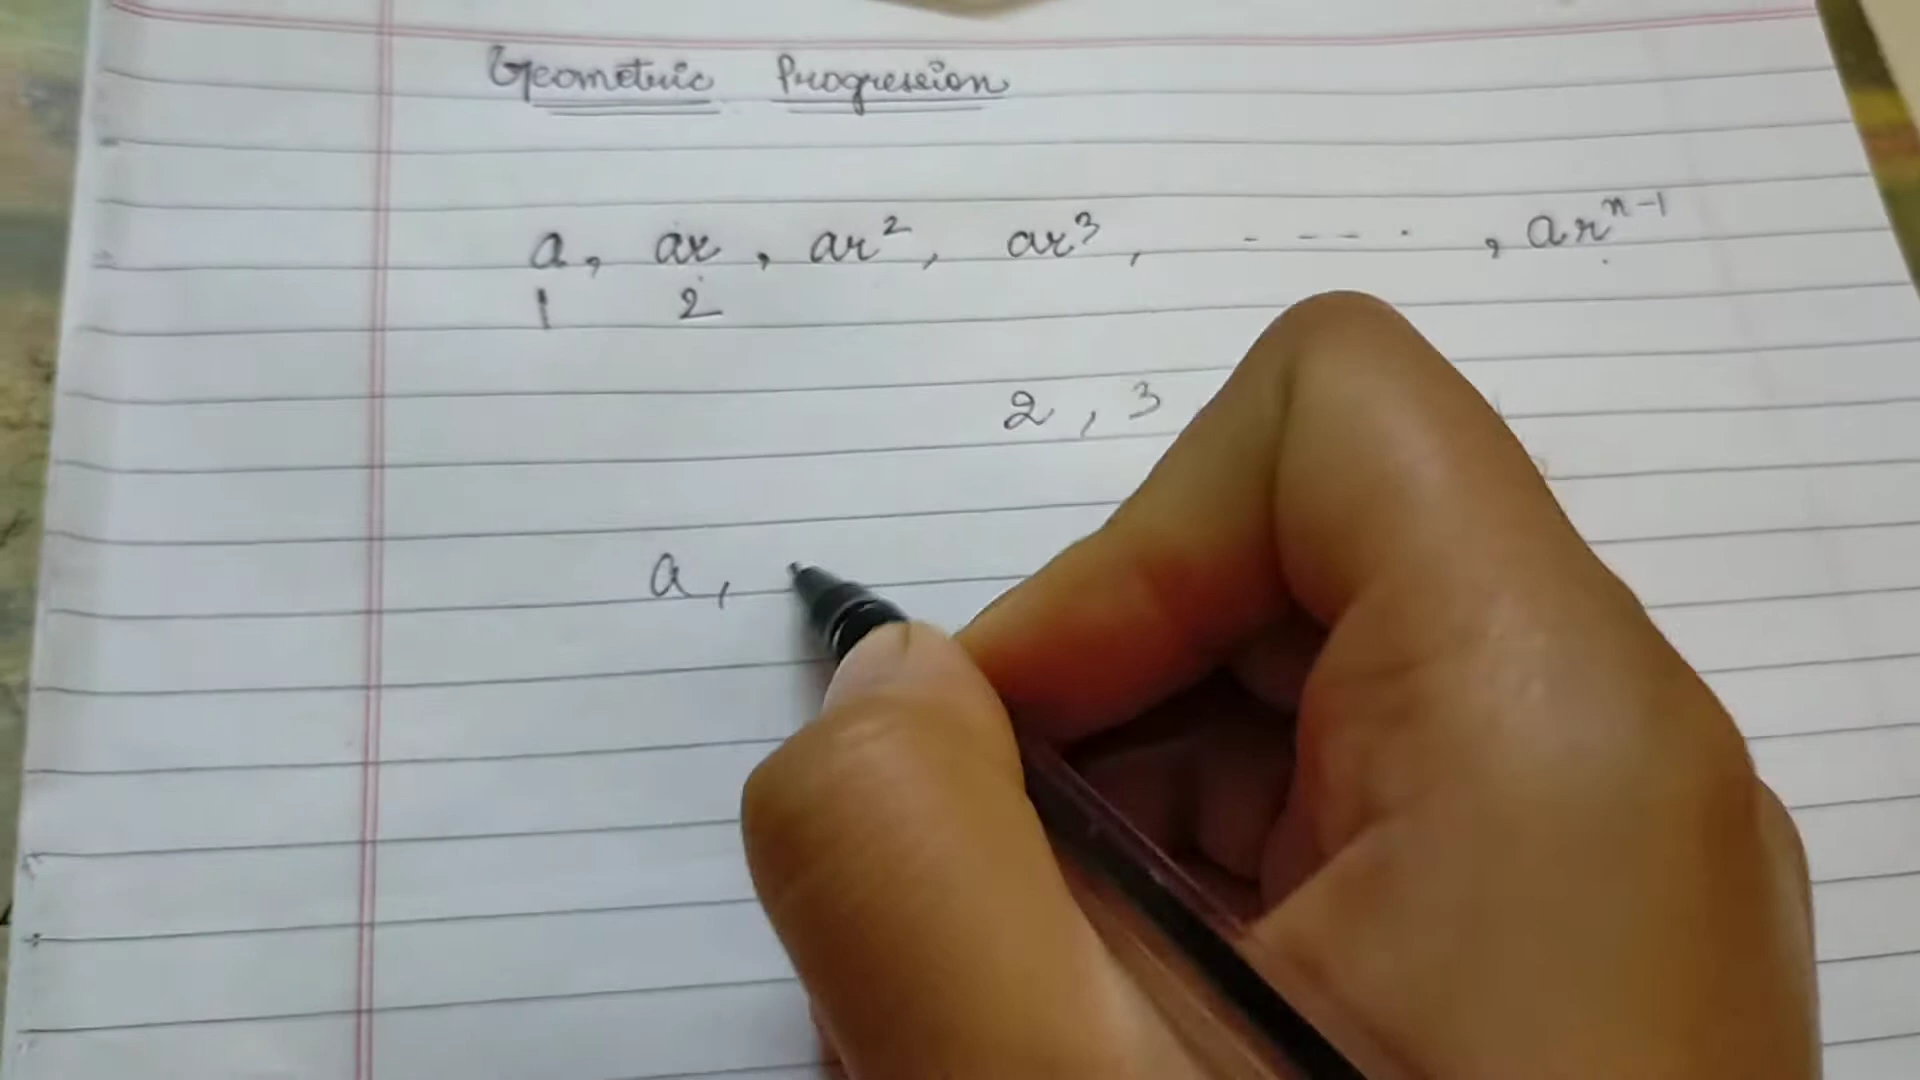 Geometric Progression
a, ar, ar², ar³, - - - - ·, arⁿ⁻¹
1 2
2, 3
a,